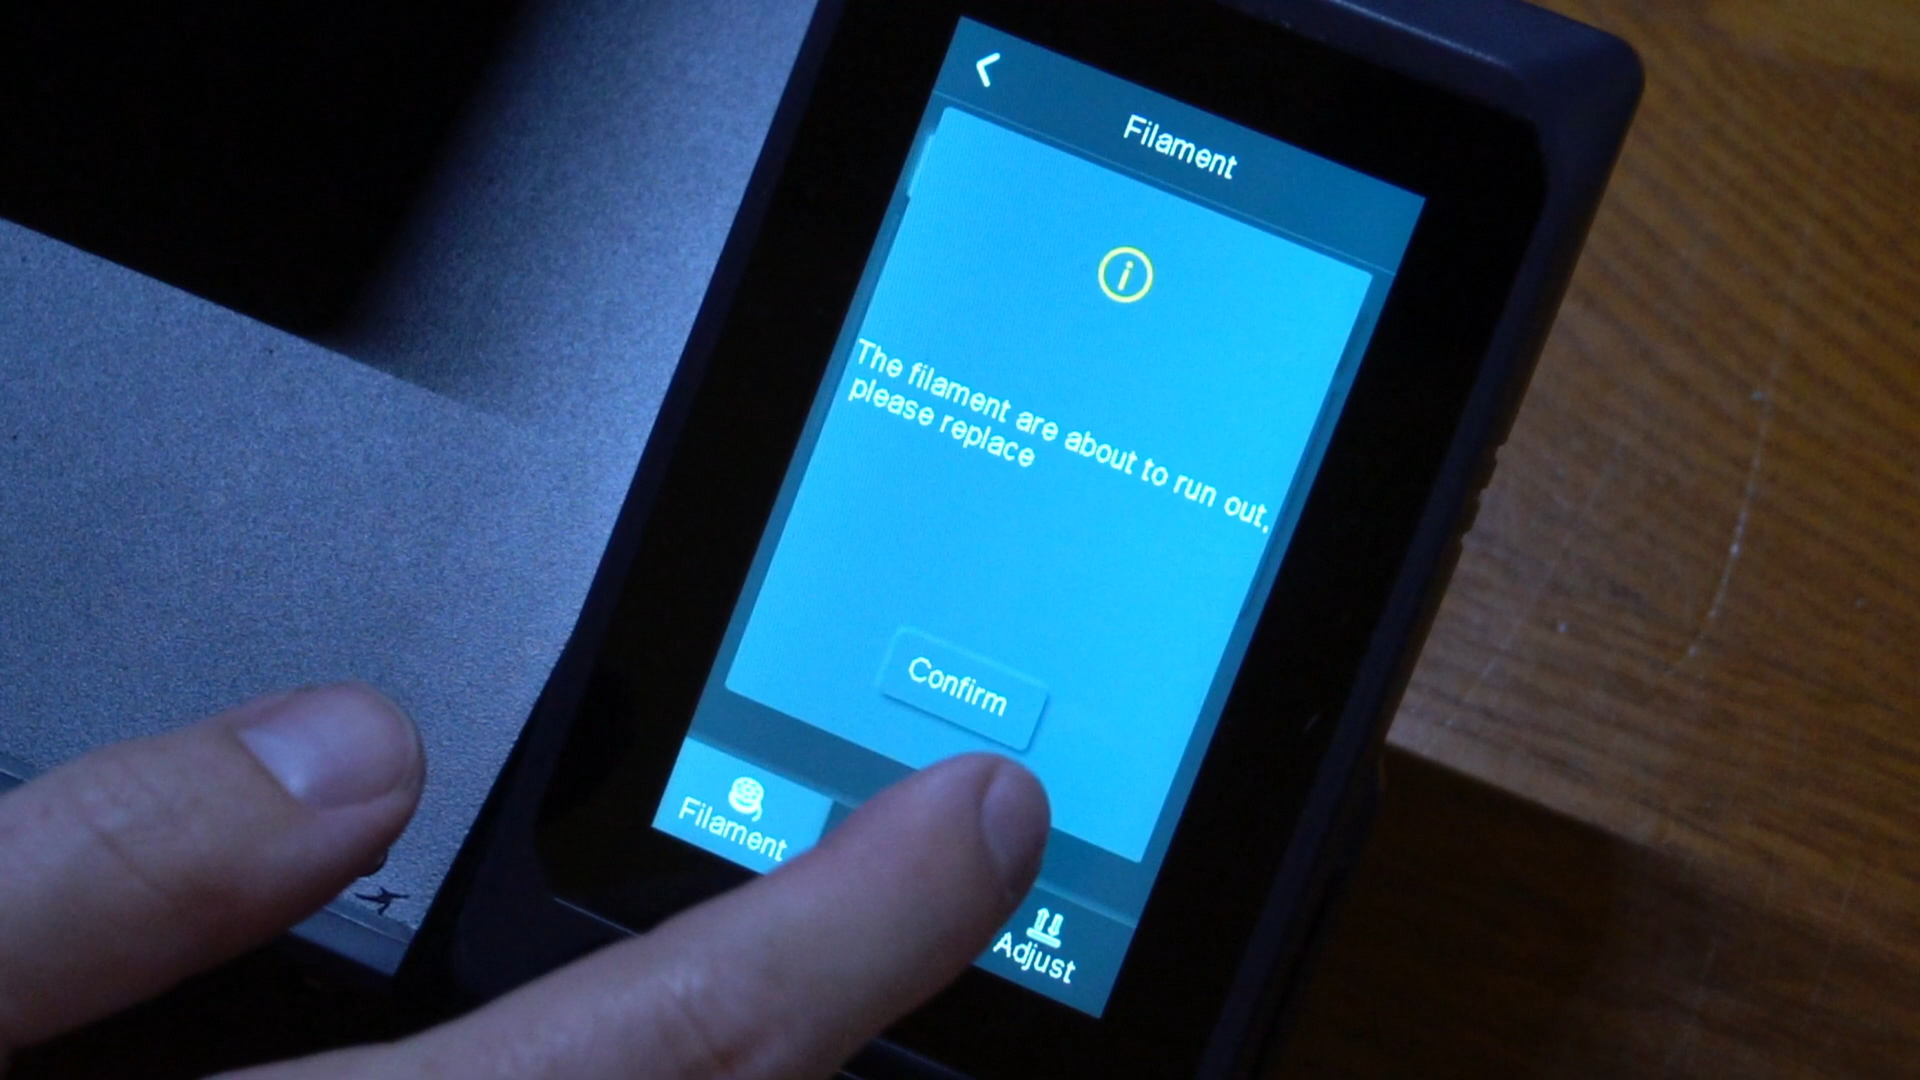 Filament
The filament are about to run out,
please replace
Confirm
Filament
Adjust